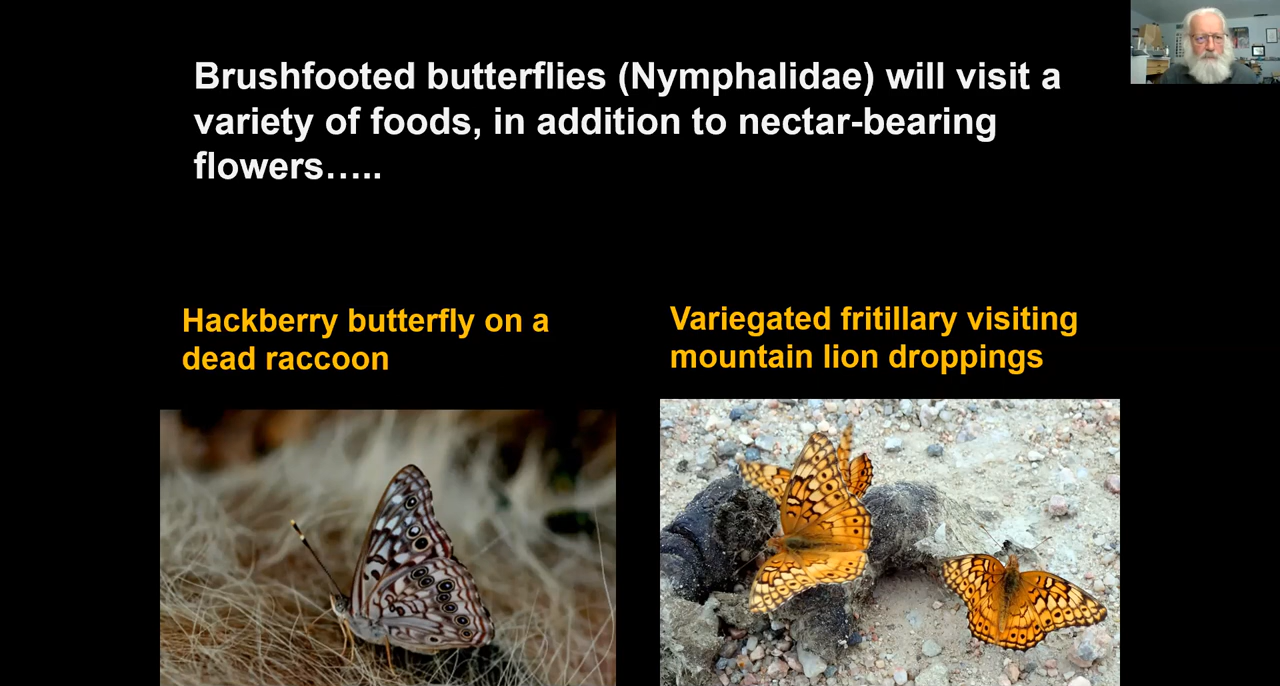 Brushfooted butterflies (Nymphalidae) will visit a
variety of foods, in addition to nectar-bearing
flowers…..
Hackberry butterfly on a
dead raccoon
Variegated fritillary visiting
mountain lion droppings